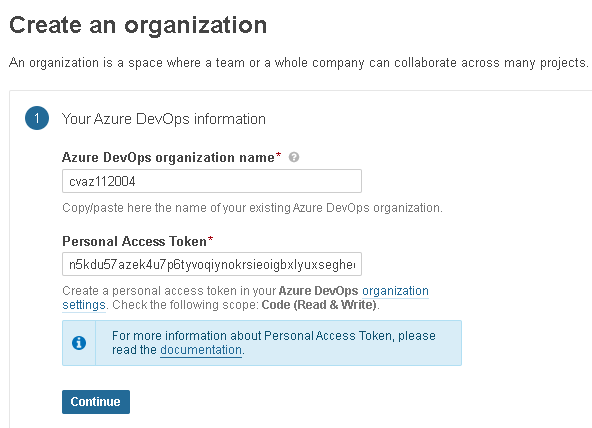 Create an organization
An organization is a space where a team or a whole company can collaborate across many projects.
1 Your Azure DevOps information
Azure DevOps organization name* ?
cvaz112004
Copy/paste here the name of your existing Azure DevOps organization.
Personal Access Token*
n5kdu57azek4u7p6tyvoqiynokrsieoigbxlyuxseghe
Create a personal access token in your Azure DevOps organization
settings. Check the following scope: Code (Read & Write).
For more information about Personal Access Token, please
read the documentation.
Continue